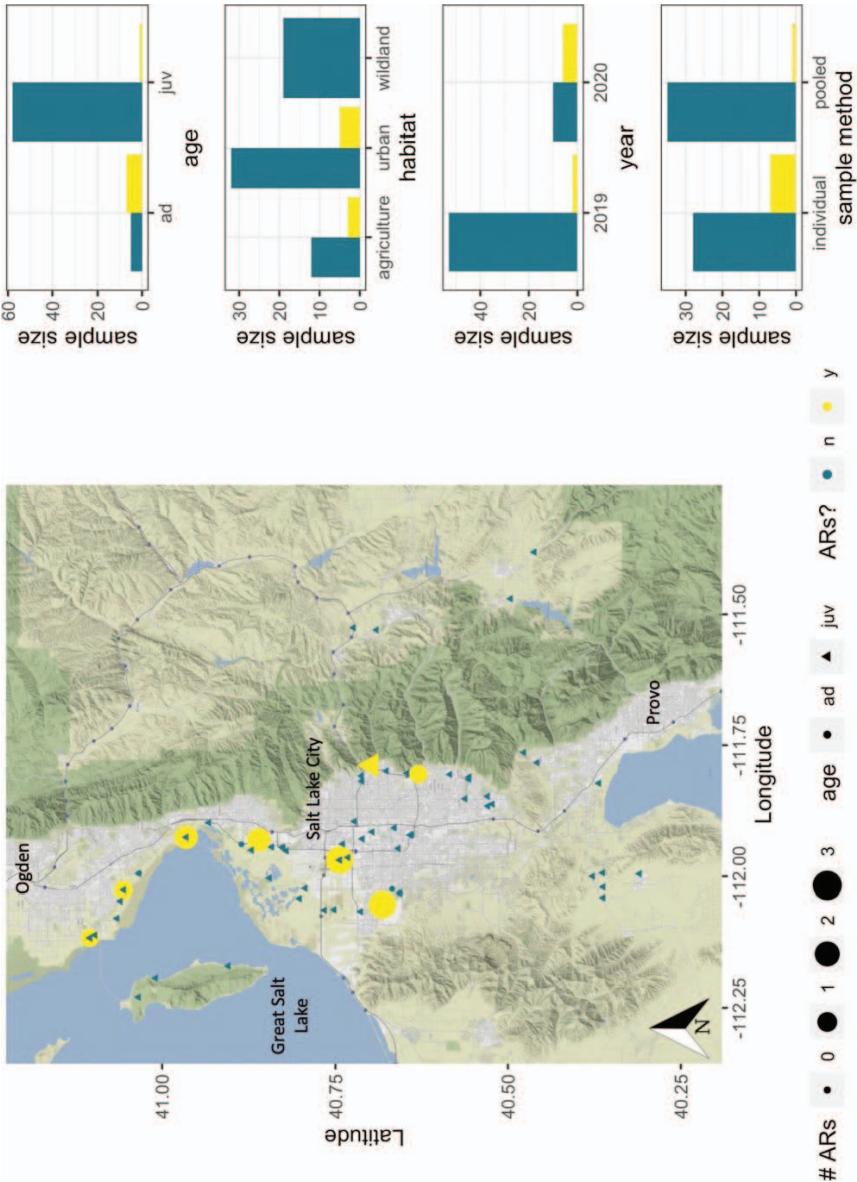 Ogden
Great Salt
Lake
Salt Lake City
Provo
N
Latitude
41.00
40.75
40.50
40.25
-112.25
-112.00
-111.75
-111.50
Longitude
# ARs 0 1 2 3 age ad juv ARs? n y
sample size
60
40
20
0
ad juv
age
sample size
30
20
10
0
agriculture urban wildland
habitat
sample size
40
20
0
2019 2020
year
sample size
30
20
10
0
individual pooled
sample method